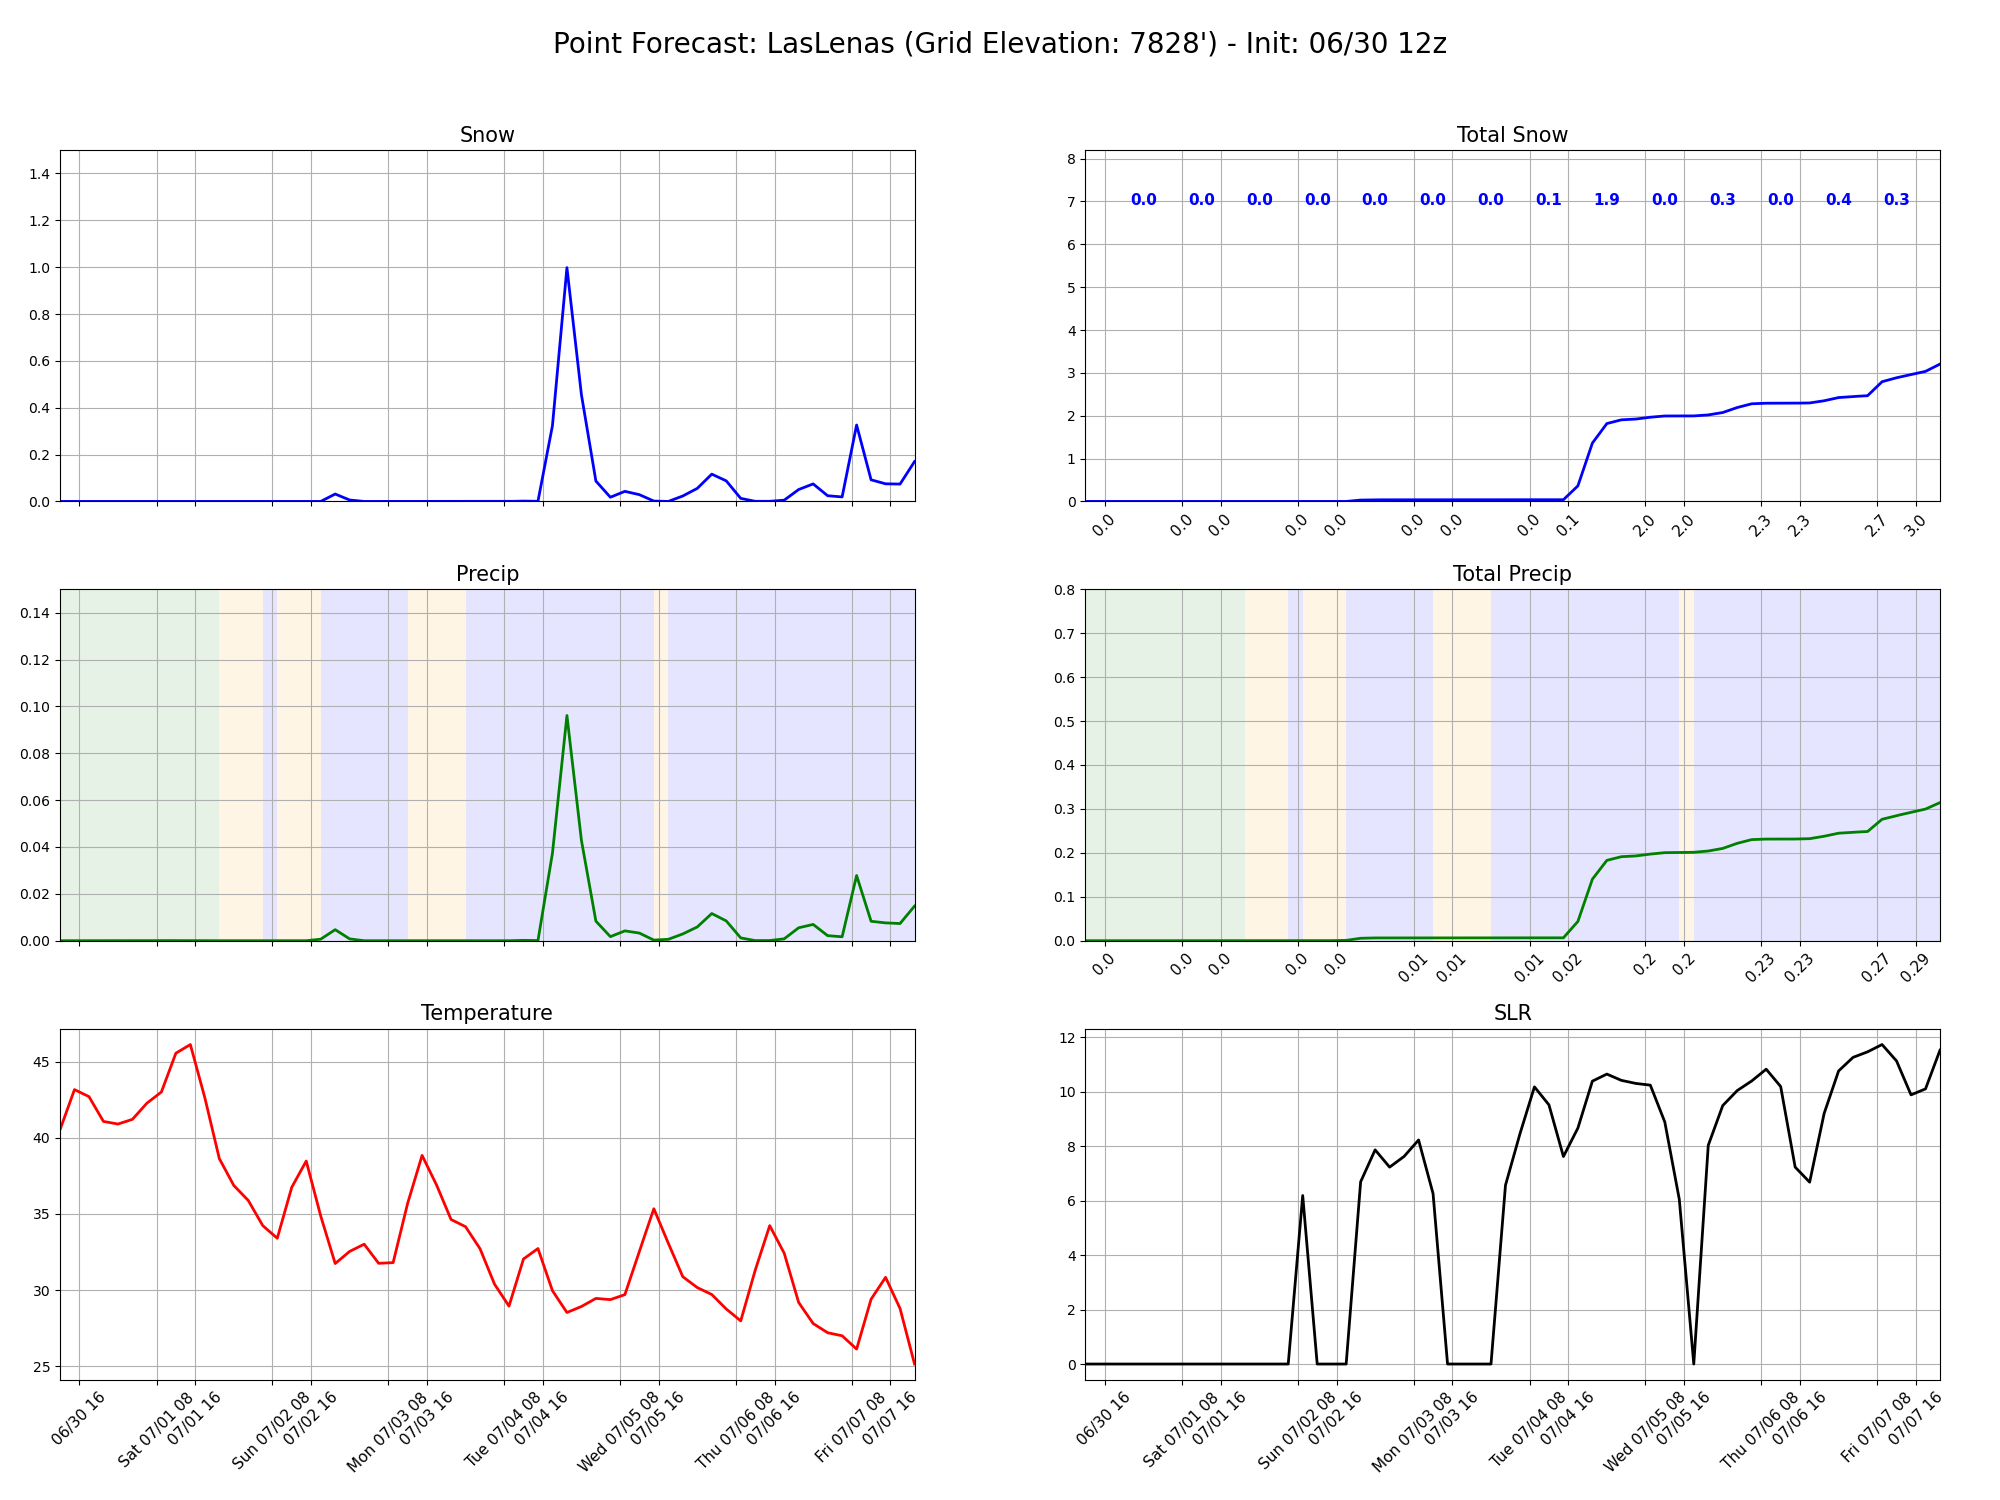 Point Forecast: LasLenas (Grid Elevation: 7828') - Init: 06/30 12z
Snow
1.4
1.2
1.0
0.8
0.6
0.4
0.2
0.0
Total Snow
8
7
6
5
4
3
2
1
0
0.0 0.0 0.0 0.0 0.0 0.0 0.0 0.1 1.9 0.0 0.3 0.0 0.4 0.3
0.0 0.0 0.0 0.0 0.0 0.0 0.0 0.0 0.1 2.0 2.0 2.3 2.3 2.7 3.0
Precip
0.14
0.12
0.10
0.08
0.06
0.04
0.02
0.00
Total Precip
0.8
0.7
0.6
0.5
0.4
0.3
0.2
0.1
0.0
0.0 0.0 0.0 0.0 0.0 0.01 0.01 0.01 0.02 0.2 0.2 0.23 0.23 0.27 0.29
Temperature
45
40
35
30
25
06/30 16
Sat 07/01 08
07/01 16
Sun 07/02 08
07/02 16
Mon 07/03 08
07/03 16
Tue 07/04 08
07/04 16
Wed 07/05 08
07/05 16
Thu 07/06 08
07/06 16
Fri 07/07 08
07/07 16
SLR
12
10
8
6
4
2
0
06/30 16
Sat 07/01 08
07/01 16
Sun 07/02 08
07/02 16
Mon 07/03 08
07/03 16
Tue 07/04 08
07/04 16
Wed 07/05 08
07/05 16
Thu 07/06 08
07/06 16
Fri 07/07 08
07/07 16